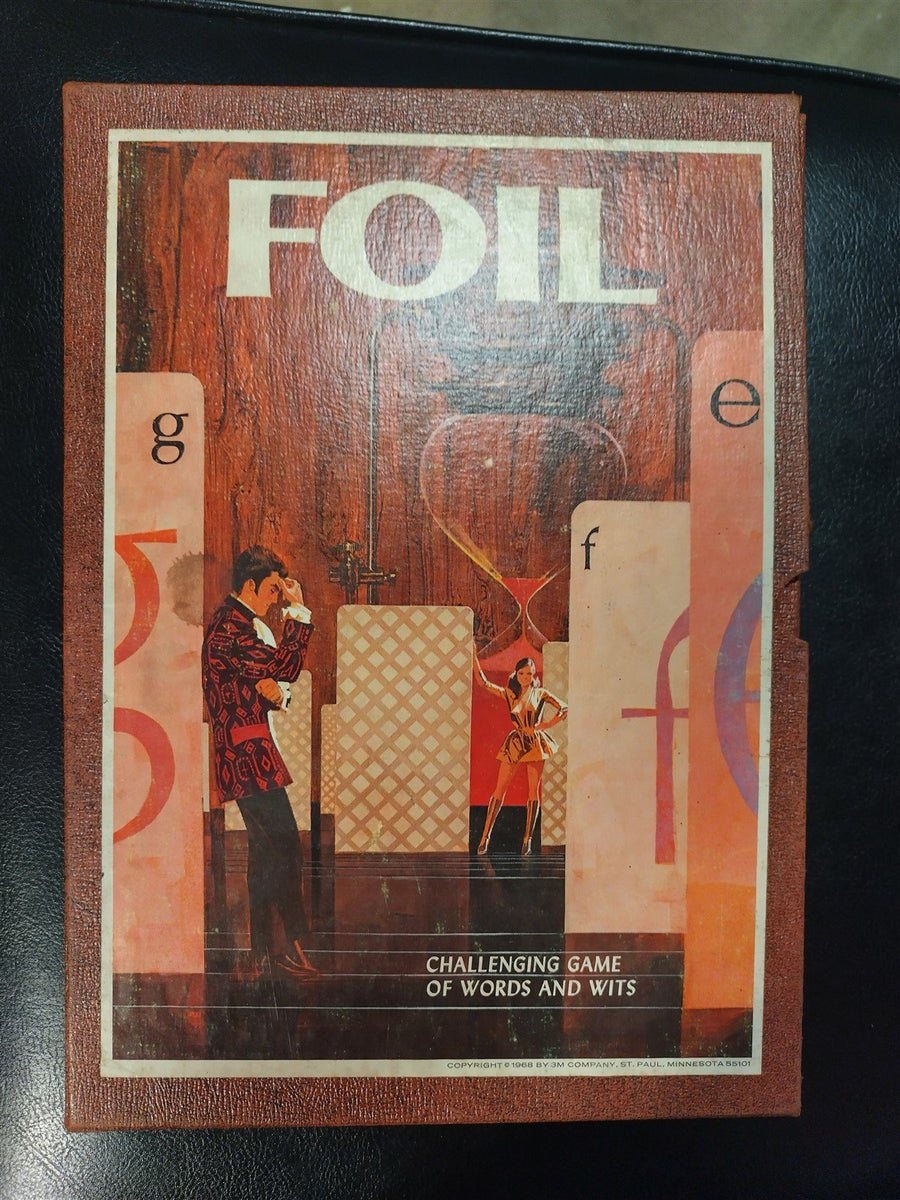 FOIL
g
e
f
CHALLENGING GAME
OF WORDS AND WITS
COPYRIGHT © 1968 BY 3M COMPANY, ST. PAUL, MINNESOTA 55101